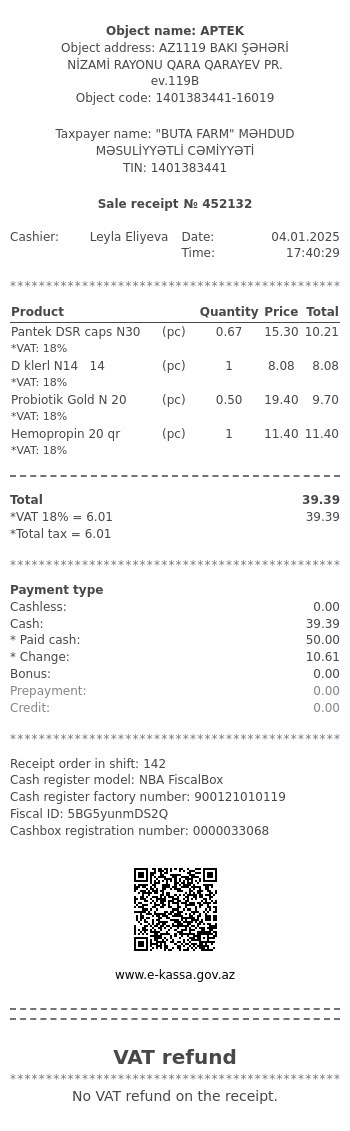 Object name: APTEK
Object address: AZ1119 BAKI ŞƏHƏRİ
NİZAMİ RAYONU QARA QARAYEV PR.
ev.119B
Object code: 1401383441-16019
Taxpayer name: "BUTA FARM" MƏHDUD
MƏSULİYYƏTLİ CƏMİYYƏTİ
TIN: 1401383441
Sale receipt № 452132
Cashier: Leyla Eliyeva Date: 04.01.2025
Time: 17:40:29
**********************************************
Product Quantity Price Total
Pantek DSR caps N30 (pc) 0.67 15.30 10.21
*VAT: 18%
D klerl N14 14 (pc) 1 8.08 8.08
*VAT: 18%
Probiotik Gold N 20 (pc) 0.50 19.40 9.70
*VAT: 18%
Hemopropin 20 qr (pc) 1 11.40 11.40
*VAT: 18%
Total 39.39
*VAT 18% = 6.01 39.39
*Total tax = 6.01
**********************************************
Payment type
Cashless: 0.00
Cash: 39.39
* Paid cash: 50.00
* Change: 10.61
Bonus: 0.00
Prepayment: 0.00
Credit: 0.00
**********************************************
Receipt order in shift: 142
Cash register model: NBA FiscalBox
Cash register factory number: 900121010119
Fiscal ID: 5BG5yunmDS2Q
Cashbox registration number: 0000033068
www.e-kassa.gov.az
VAT refund
**********************************************
No VAT refund on the receipt.